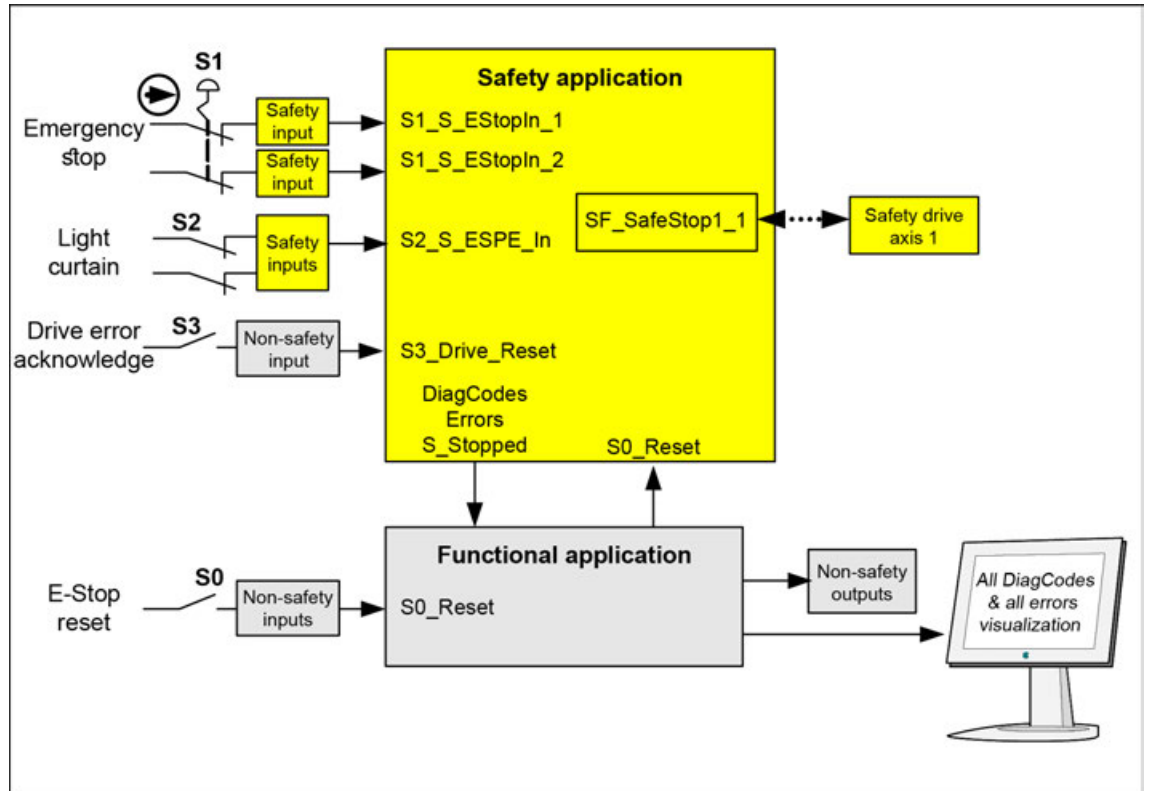 Safety application
S1
Emergency
stop
Safety
input
S1_S_EStopIn_1
Safety
input
S1_S_EStopIn_2
SF_SafeStop1_1
Safety drive
axis 1
S2
Light
curtain
Safety
inputs
S2_S_ESPE_In
Drive error
acknowledge
S3
Non-safety
input
S3_Drive_Reset
DiagCodes
Errors
S_Stopped
S0_Reset
Functional application
E-Stop
reset
S0
Non-safety
inputs
S0_Reset
Non-safety
outputs
All DiagCodes
& all errors
visualization